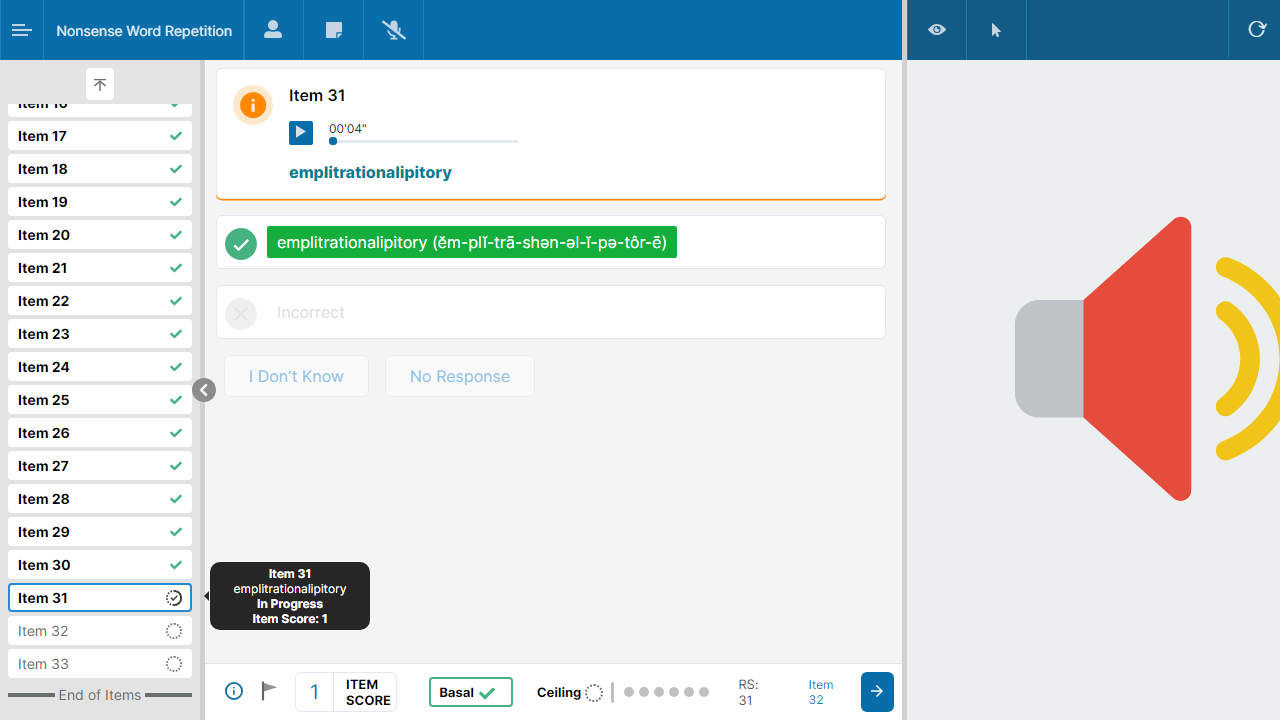 Nonsense Word Repetition
Item 16
Item 17
Item 18
Item 19
Item 20
Item 21
Item 22
Item 23
Item 24
Item 25
Item 26
Item 27
Item 28
Item 29
Item 30
Item 31
Item 32
Item 33
End of Items
Item 31
00'04"
emplitrationalipitory
emplitrationalipitory (ĕm-plĭ-trā-shən-əl-ĭ-pə-tôr-ē)
Incorrect
I Don't Know
No Response
Item 31
emplitrationalipitory
In Progress
Item Score: 1
1
ITEM
SCORE
Basal
Ceiling
RS:
31
Item
32